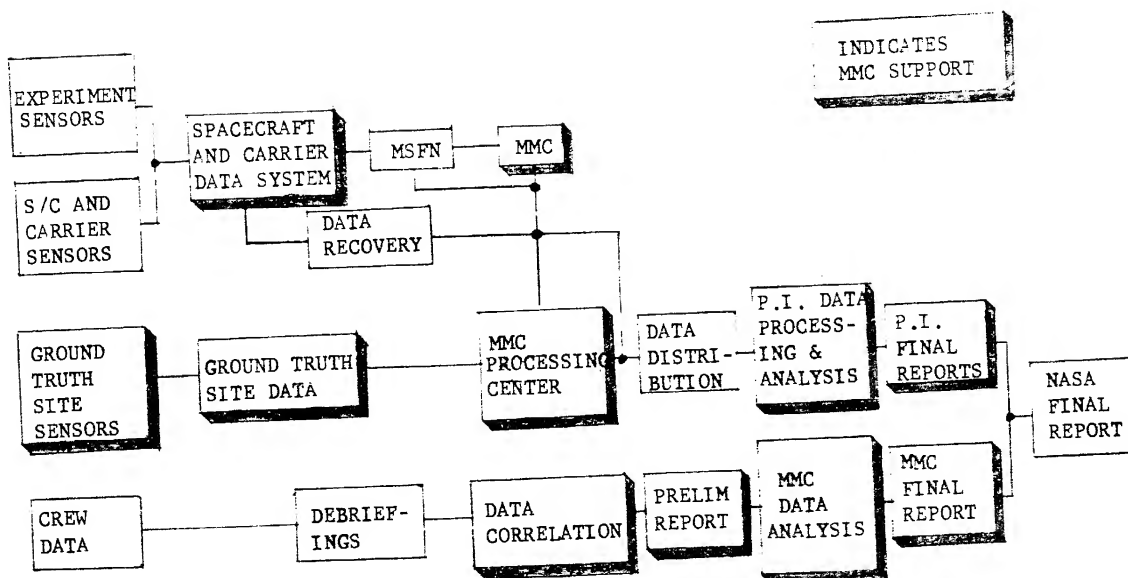 INDICATES
MMC SUPPORT
EXPERIMENT
SENSORS
SPACECRAFT
AND CARRIER
DATA SYSTEM
MSFN
MMC
S/C AND
CARRIER
SENSORS
DATA
RECOVERY
GROUND
TRUTH
SITE
SENSORS
GROUND TRUTH
SITE DATA
MMC
PROCESSING
CENTER
DATA
DISTRI-
BUTION
P.I. DATA
PROCESS-
ING &
ANALYSIS
P.I.
FINAL
REPORTS
NASA
FINAL
REPORT
CREW
DATA
DEBRIEF-
INGS
DATA
CORRELATION
PRELIM
REPORT
MMC
DATA
ANALYSIS
MMC
FINAL
REPORT